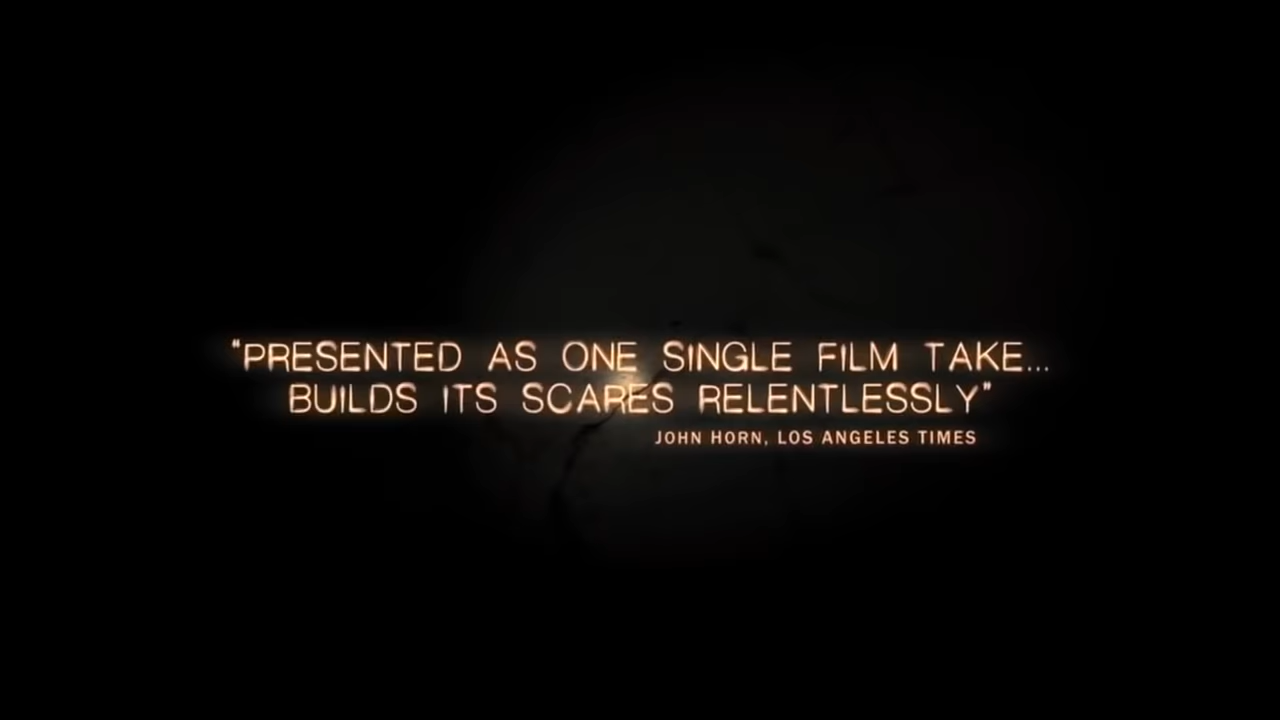 "PRESENTED AS ONE SINGLE FILM TAKE...
BUILDS ITS SCARES RELENTLESSLY"
JOHN HORN, LOS ANGELES TIMES